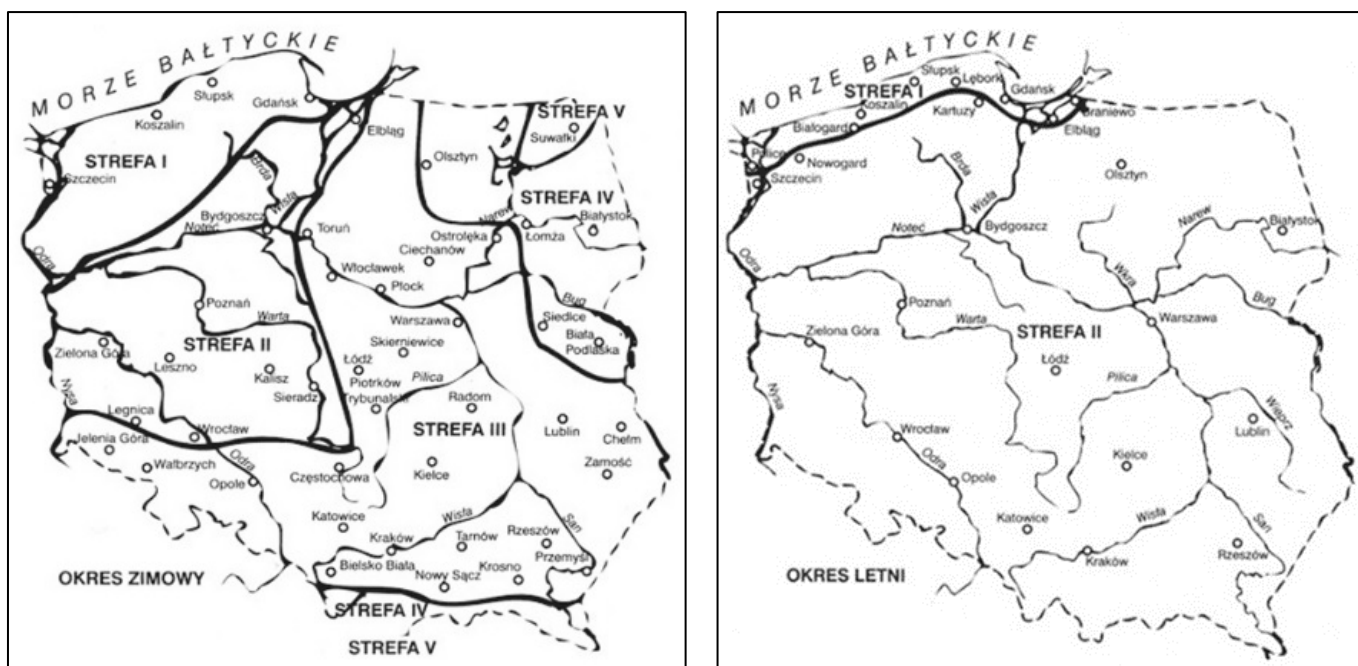 MORZE BAŁTYCKIE
Słupsk
Gdańsk
Koszalin
Elbląg
STREFA V
Suwałki
STREFA I
Olsztyn
Szczecin
Brda
Wisła
STREFA IV
Bydgoszcz
Narew
Białystok
Noteć
Toruń
Ostrołęka
Łomża
Ciechanów
Odra
Włocławek
Płock
Bug
Poznań
Warszawa
Siedlce
Warta
Biała
Podlaska
STREFA II
Skierniewice
Zielona Góra
Łódź
Leszno
Kalisz
Piotrków
Trybunalski
Pilica
Nysa
Sieradz
Radom
Legnica
STREFA III
Lublin
Chełm
Wrocław
Jelenia Góra
Zamość
Odra
Wałbrzych
Częstochowa
Kielce
Opole
Wisła
San
Katowice
Rzeszów
Kraków
Tarnów
Przemyśl
OKRES ZIMOWY
Bielsko Biała
Krosno
Nowy Sącz
STREFA IV
STREFA V
MORZE BAŁTYCKIE
Słupsk
Lębork
STREFA I
Gdańsk
Koszalin
Kartuzy
Braniewo
Białogard
Elbląg
Police
Nowogard
Szczecin
Brda
Olsztyn
Wisła
Narew
Białystok
Noteć
Bydgoszcz
Odra
Wkra
Bug
Poznań
Warszawa
Zielona Góra
Warta
STREFA II
Łódź
Nysa
Pilica
Wieprz
Lublin
Wrocław
Odra
Kielce
Opole
Katowice
Wisła
San
Kraków
Rzeszów
OKRES LETNI